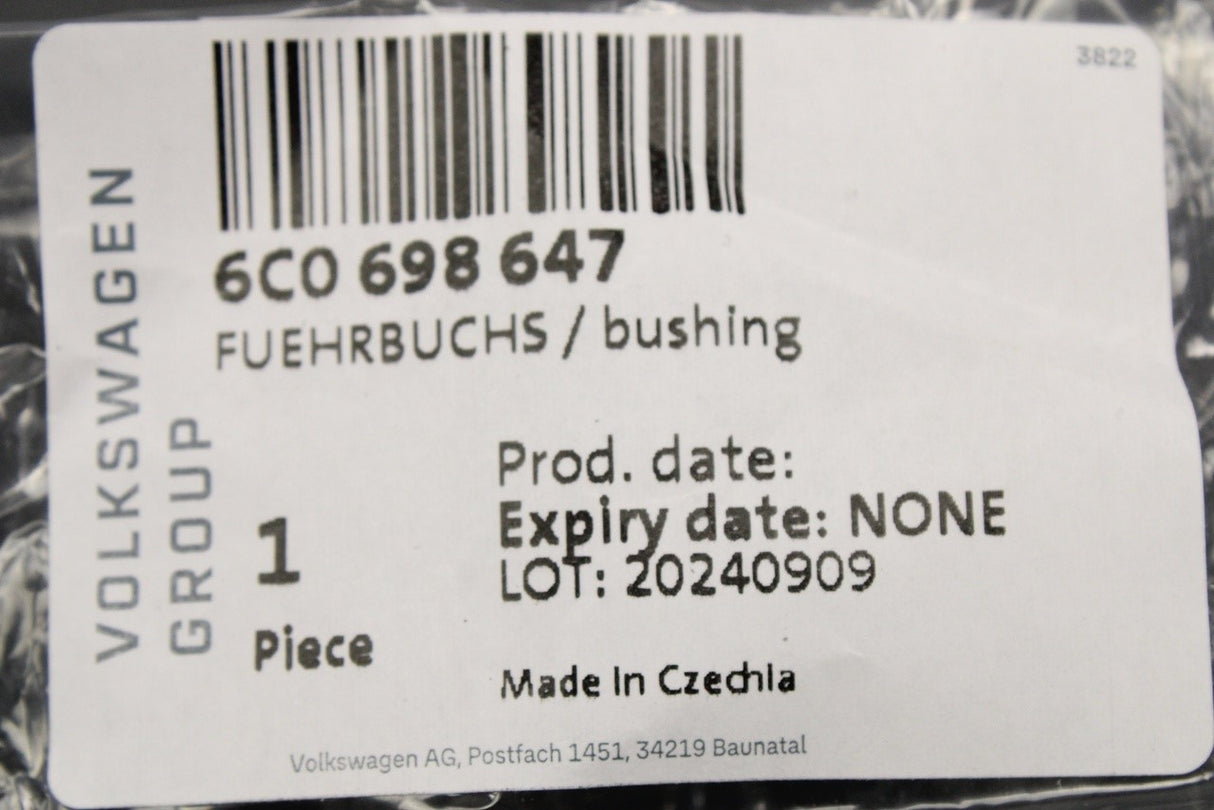 3822
6C0 698 647
FUEHRBUCHS / bushing
VOLKSWAGEN
GROUP
1
Piece
Prod. date:
Expiry date: NONE
LOT: 20240909
Made In Czechia
Volkswagen AG, Postfach 1451, 34219 Baunatal